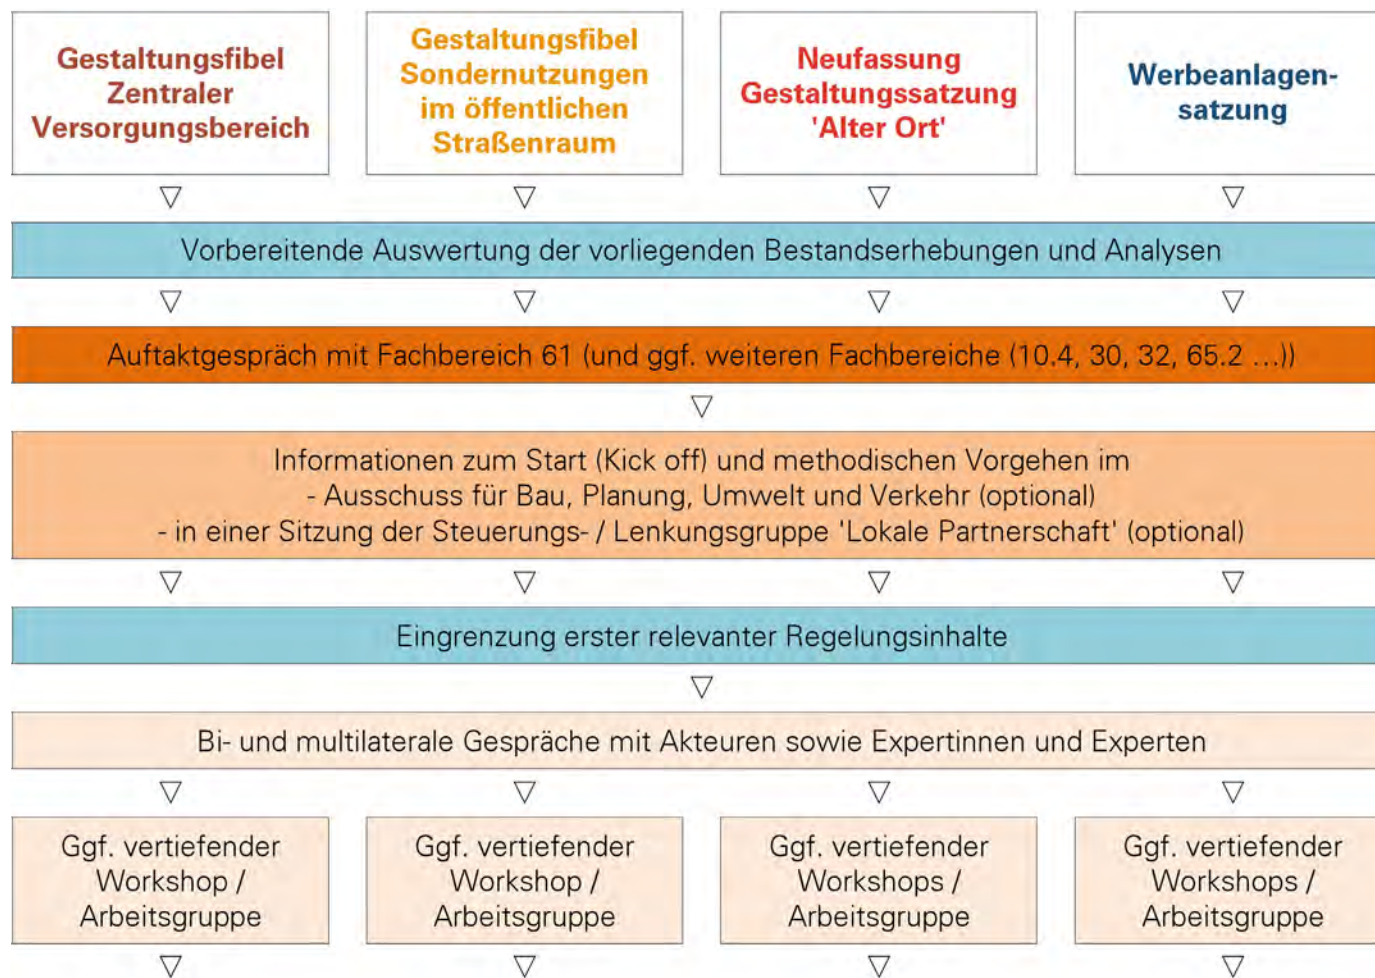 Gestaltungsfibel
Zentraler
Versorgungsbereich
Gestaltungsfibel
Sondernutzungen
im öffentlichen
Straßenraum
Neufassung
Gestaltungssatzung
'Alter Ort'
Werbeanlagen-
satzung
Vorbereitende Auswertung der vorliegenden Bestandserhebungen und Analysen
Auftaktgespräch mit Fachbereich 61 (und ggf. weiteren Fachbereiche (10.4, 30, 32, 65.2 ...))
Informationen zum Start (Kick off) und methodischen Vorgehen im
- Ausschuss für Bau, Planung, Umwelt und Verkehr (optional)
- in einer Sitzung der Steuerungs- / Lenkungsgruppe 'Lokale Partnerschaft' (optional)
Eingrenzung erster relevanter Regelungsinhalte
Bi- und multilaterale Gespräche mit Akteuren sowie Expertinnen und Experten
Ggf. vertiefender
Workshop /
Arbeitsgruppe
Ggf. vertiefender
Workshop /
Arbeitsgruppe
Ggf. vertiefender
Workshops /
Arbeitsgruppe
Ggf. vertiefender
Workshops /
Arbeitsgruppe